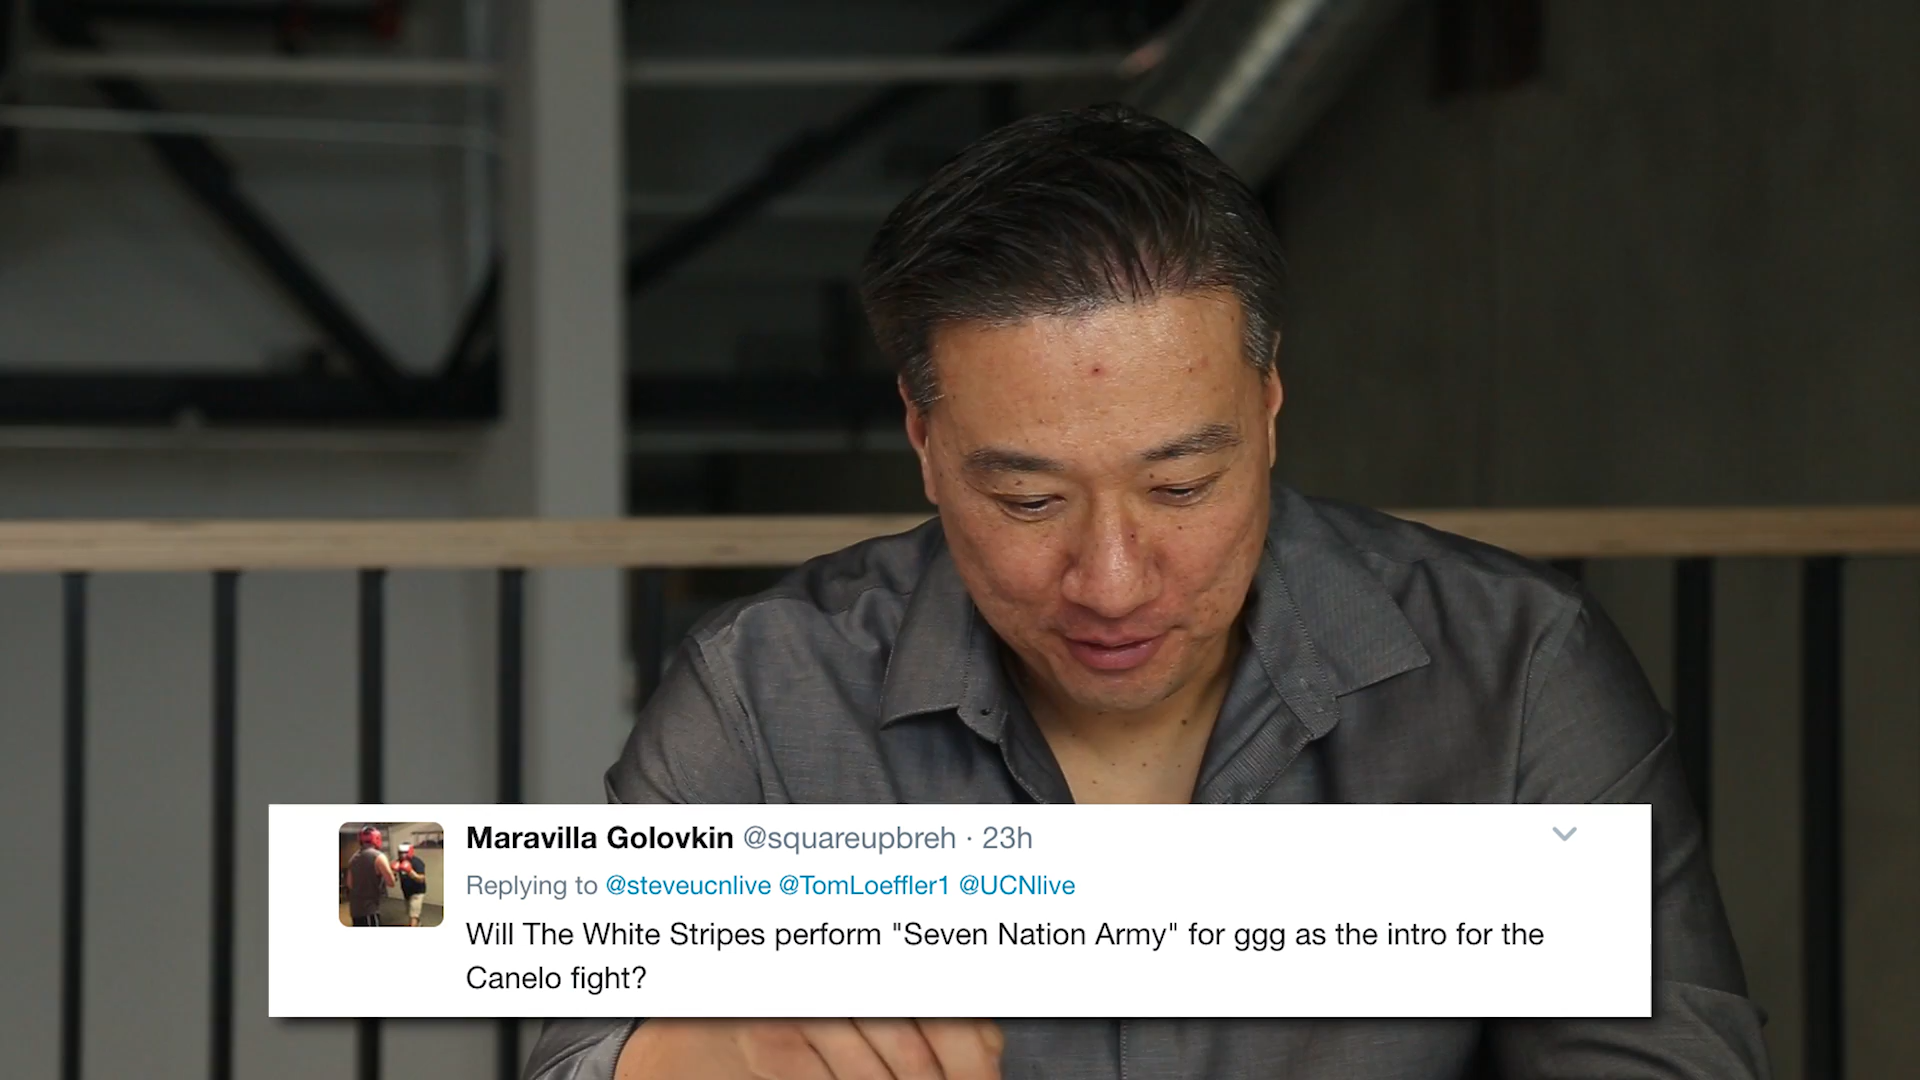 Maravilla Golovkin @squareupbreh · 23h
Replying to @steveucnlive @TomLoeffler1 @UCNlive
Will The White Stripes perform "Seven Nation Army" for ggg as the intro for the
Canelo fight?